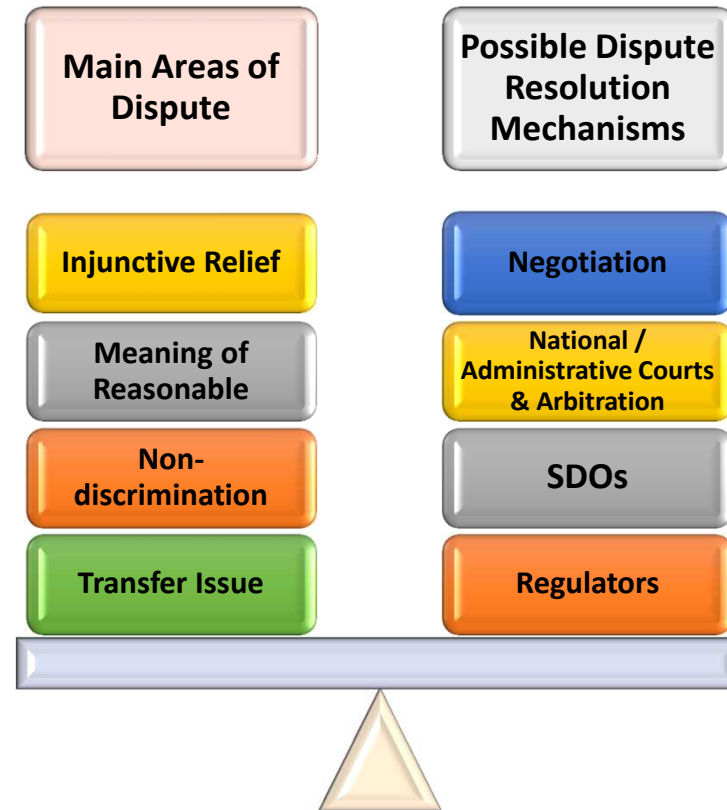 Main Areas of
Dispute
Possible Dispute
Resolution
Mechanisms
Injunctive Relief
Meaning of
Reasonable
Non-
discrimination
Transfer Issue
Negotiation
National /
Administrative Courts
& Arbitration
SDOs
Regulators